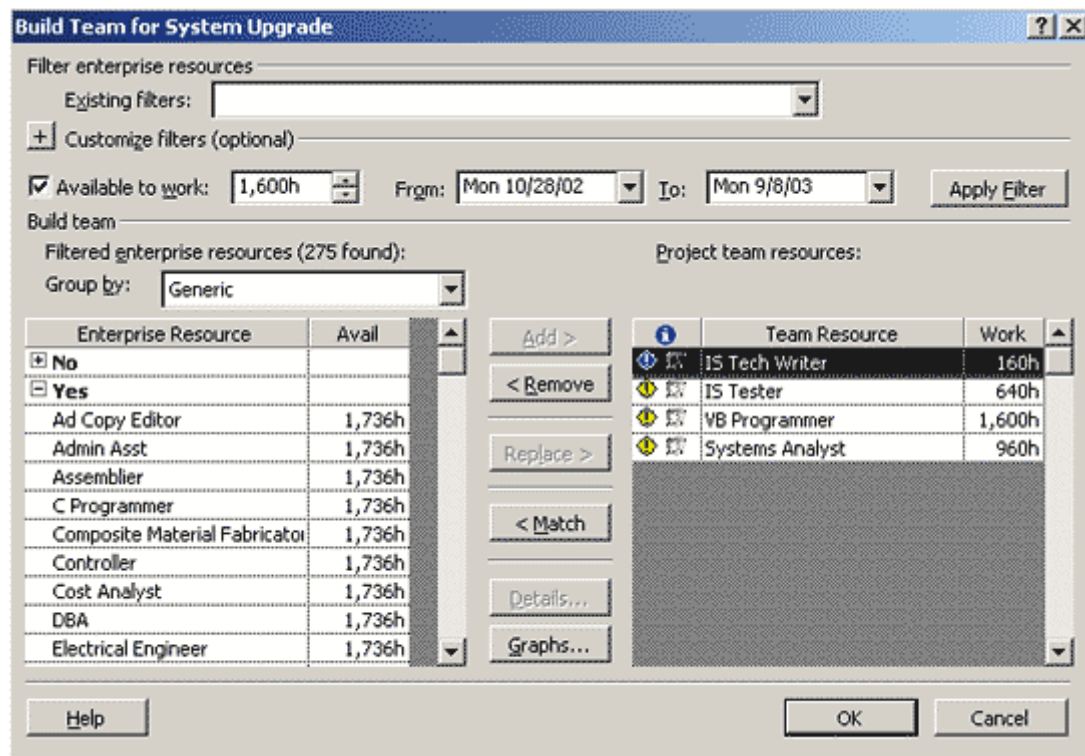 Build Team for System Upgrade
Filter enterprise resources
Existing filters:
+ Customize filters (optional)
Available to work: 1,600h From: Mon 10/28/02 To: Mon 9/8/03 Apply Filter
Build team
Filtered enterprise resources (275 found): Project team resources:
Group by: Generic
Enterprise Resource Avail Add > Team Resource Work
No IS Tech Writer 160h
Yes < Remove IS Tester 640h
Ad Copy Editor 1,736h VB Programmer 1,600h
Admin Asst 1,736h Replace > Systems Analyst 960h
Assemblier 1,736h
C Programmer 1,736h
Composite Material Fabricator 1,736h < Match
Controller 1,736h
Cost Analyst 1,736h Details...
DBA 1,736h
Electrical Engineer 1,736h Graphs...
Help OK Cancel